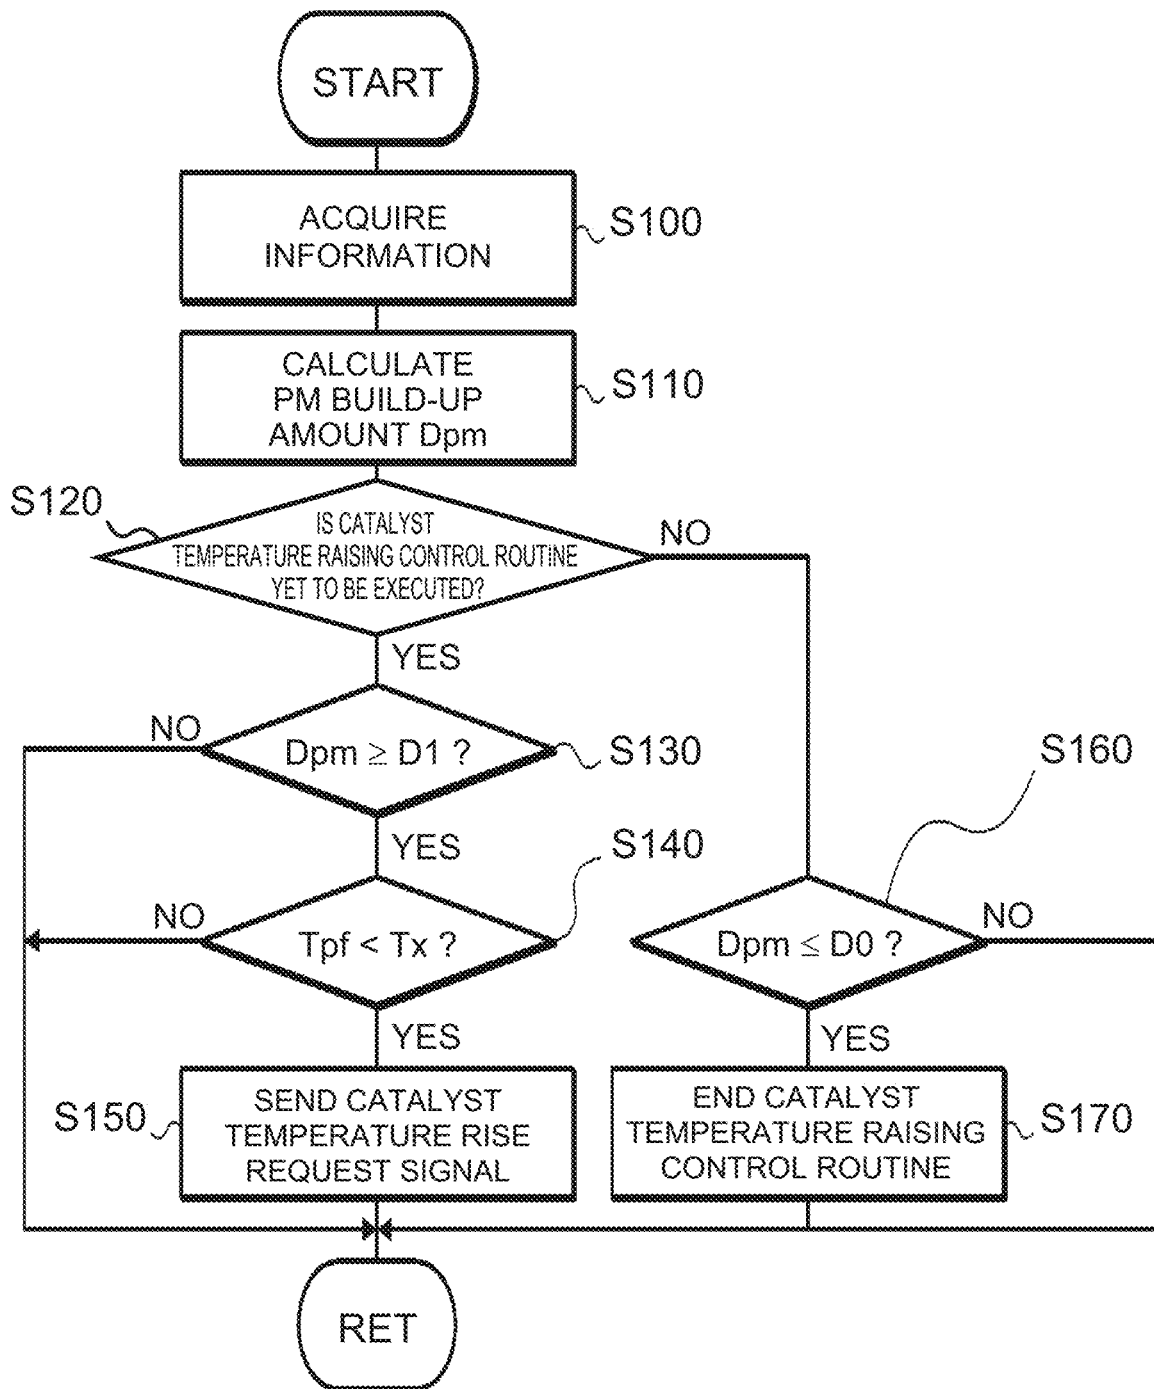 START
ACQUIRE
INFORMATION
S100
CALCULATE
PM BUILD-UP
AMOUNT Dpm
S110
S120
IS CATALYST
TEMPERATURE RAISING CONTROL ROUTINE
YET TO BE EXECUTED?
NO
YES
NO
Dpm ≥ D1 ?
S130
YES
S140
NO
Tpf < Tx ?
YES
S160
Dpm ≤ D0 ?
NO
YES
S150
SEND CATALYST
TEMPERATURE RISE
REQUEST SIGNAL
END CATALYST
TEMPERATURE RAISING
CONTROL ROUTINE
S170
RET